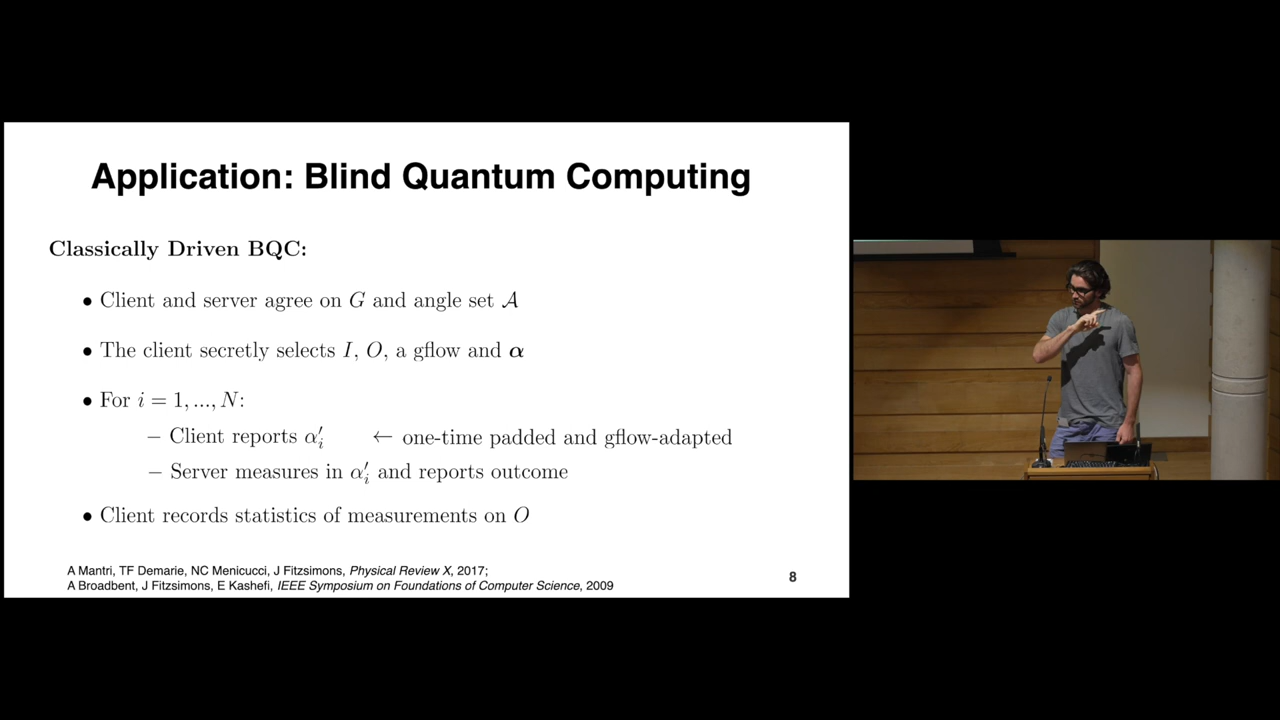 Application: Blind Quantum Computing
Classically Driven BQC:
• Client and server agree on G and angle set 𝒜
• The client secretly selects I, O, a gflow and 𝜶
• For i = 1, ..., N:
– Client reports α′ᵢ ← one-time padded and gflow-adapted
– Server measures in α′ᵢ and reports outcome
• Client records statistics of measurements on O
A Mantri, TF Demarie, NC Menicucci, J Fitzsimons, Physical Review X, 2017;
A Broadbent, J Fitzsimons, E Kashefi, IEEE Symposium on Foundations of Computer Science, 2009
8